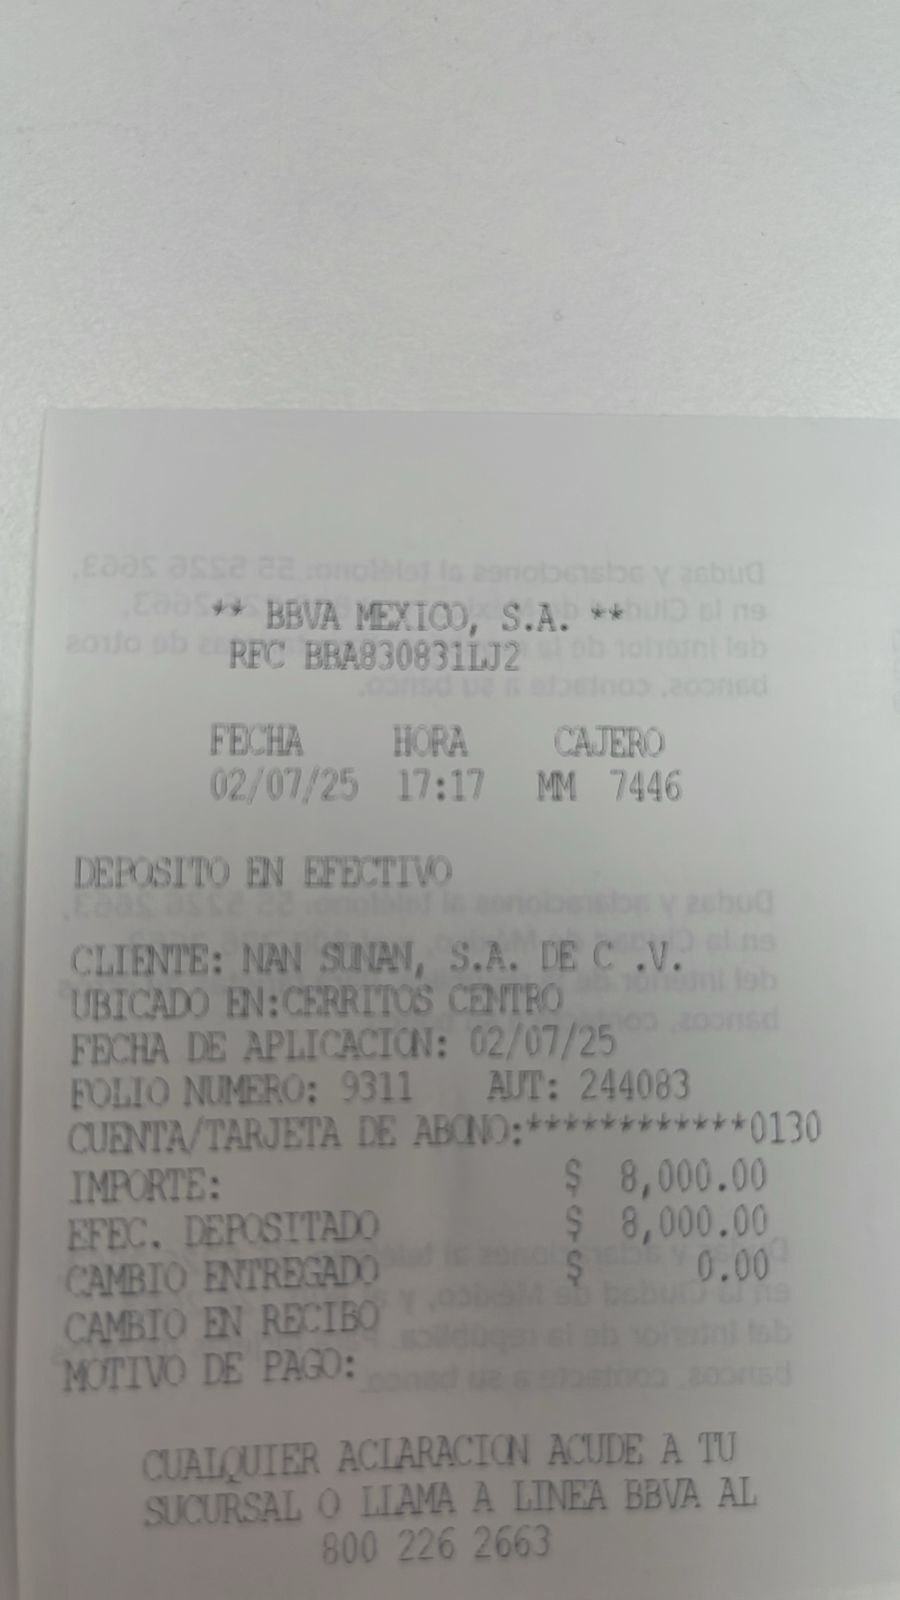 ** BBVA MEXICO, S.A. **
RFC BBA830831LJ2
FECHA HORA CAJERO
02/07/25 17:17 MM 7446
DEPOSITO EN EFECTIVO
CLIENTE: NAN SUNAN, S.A. DE C .V.
UBICADO EN:CERRITOS CENTRO
FECHA DE APLICACION: 02/07/25
FOLIO NUMERO: 9311 AUT: 244083
CUENTA/TARJETA DE ABONO:************0130
IMPORTE: $ 8,000.00
EFEC. DEPOSITADO $ 8,000.00
CAMBIO ENTREGADO $ 0.00
CAMBIO EN RECIBO
MOTIVO DE PAGO:
CUALQUIER ACLARACION ACUDE A TU
SUCURSAL O LLAMA A LINEA BBVA AL
800 226 2663